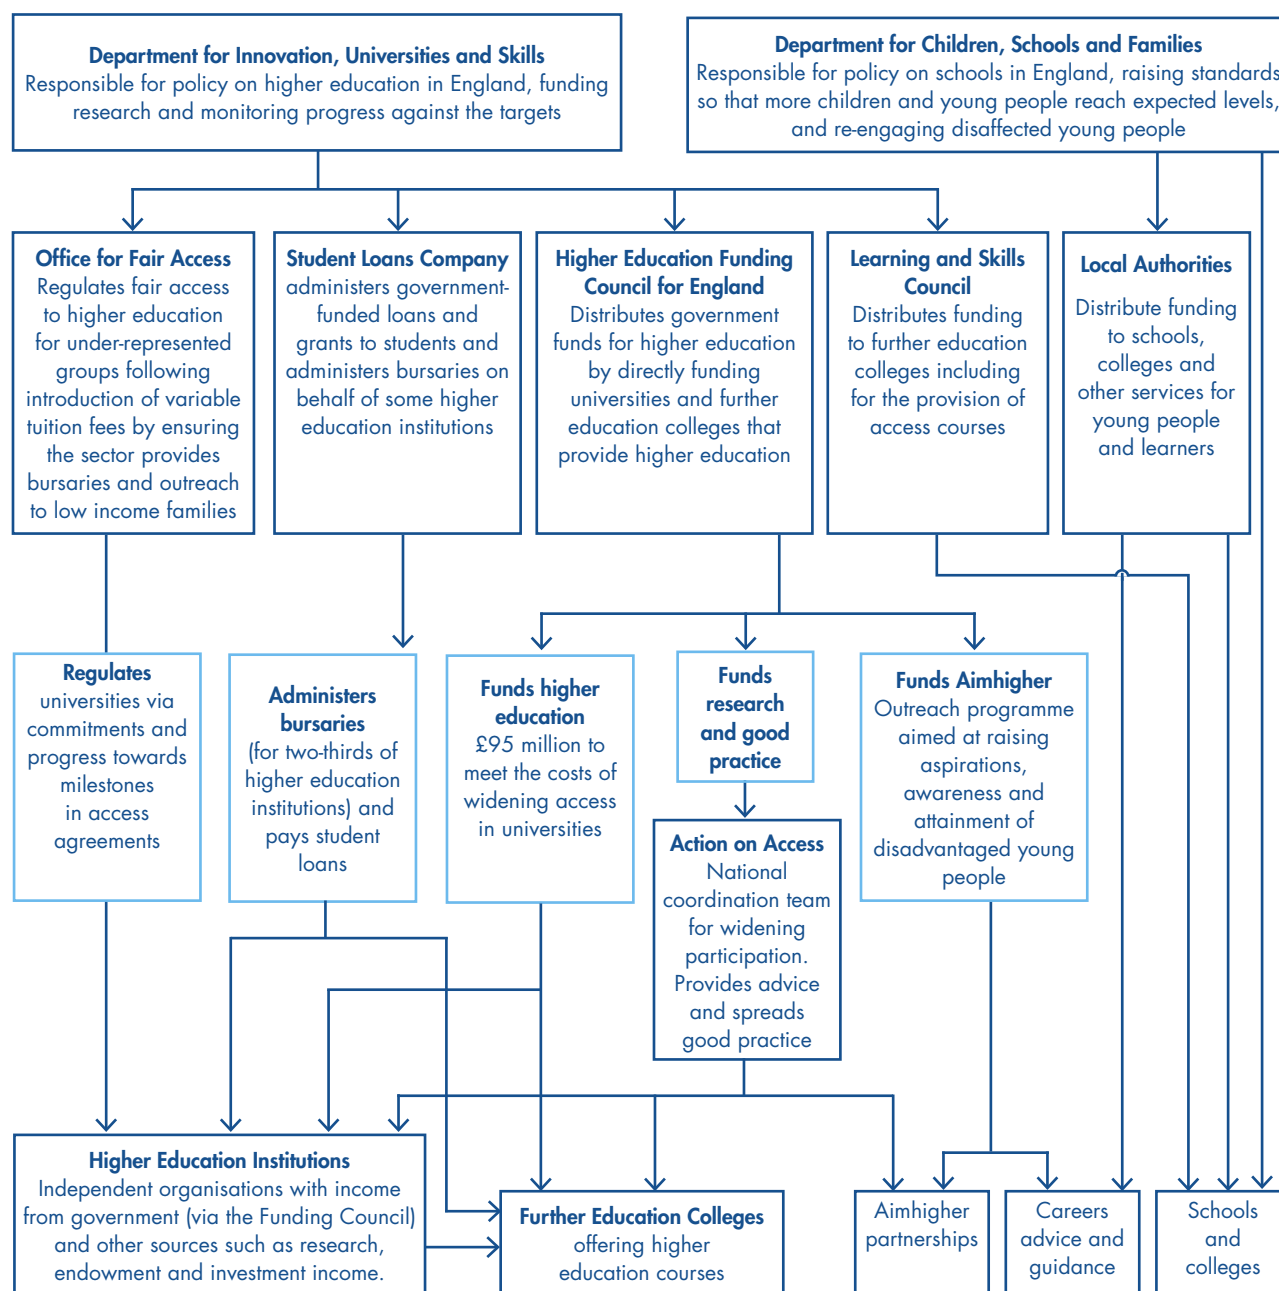 Department for Innovation, Universities and Skills
Responsible for policy on higher education in England, funding
research and monitoring progress against the targets
Department for Children, Schools and Families
Responsible for policy on schools in England, raising standards
so that more children and young people reach expected levels,
and re-engaging disaffected young people
Office for Fair Access
Regulates fair access
to higher education
for under-represented
groups following
introduction of variable
tuition fees by ensuring
the sector provides
bursaries and outreach
to low income families
Student Loans Company
administers government-
funded loans and
grants to students and
administers bursaries on
behalf of some higher
education institutions
Higher Education Funding
Council for England
Distributes government
funds for higher education
by directly funding
universities and further
education colleges that
provide higher education
Learning and Skills
Council
Distributes funding
to further education
colleges including
for the provision of
access courses
Local Authorities
Distribute funding
to schools,
colleges and
other services for
young people
and learners
Regulates
universities via
commitments and
progress towards
milestones
in access
agreements
Administers
bursaries
(for two-thirds of
higher education
institutions) and
pays student
loans
Funds higher
education
£95 million to
meet the costs of
widening access
in universities
Funds
research
and good
practice
Funds Aimhigher
Outreach programme
aimed at raising
aspirations,
awareness and
attainment of
disadvantaged young
people
Action on Access
National
coordination team
for widening
participation.
Provides advice
and spreads
good practice
Higher Education Institutions
Independent organisations with income
from government (via the Funding Council)
and other sources such as research,
endowment and investment income.
Further Education Colleges
offering higher
education courses
Aimhigher
partnerships
Careers
advice and
guidance
Schools
and
colleges